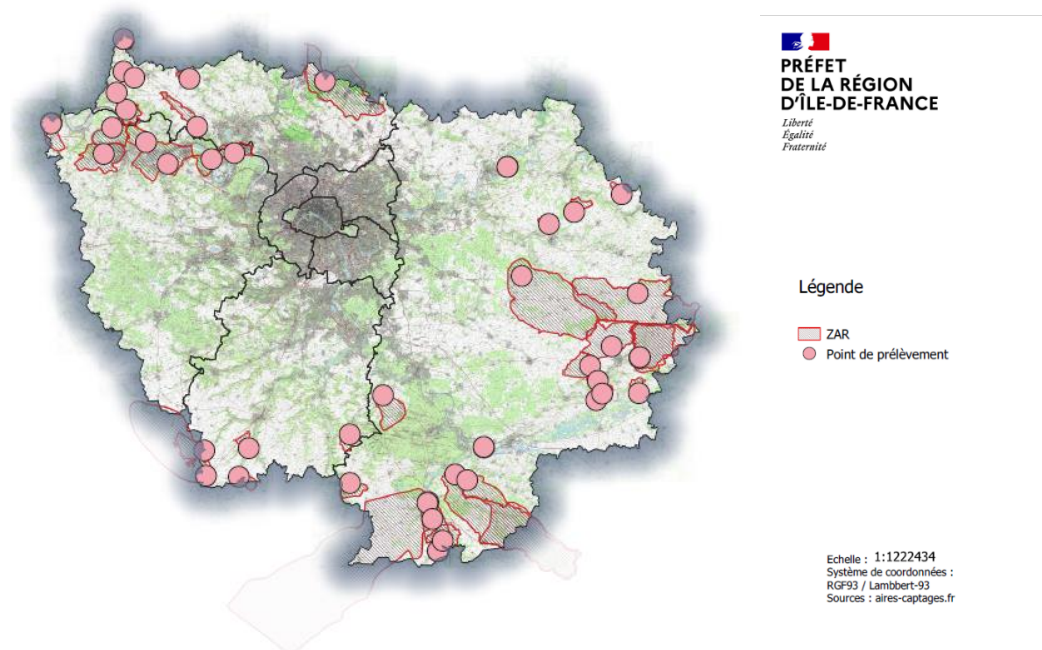 PRÉFET
DE LA RÉGION
D'ÎLE-DE-FRANCE
Liberté
Égalité
Fraternité
Légende
ZAR
Point de prélèvement
Echelle : 1:1222434
Système de coordonnées :
RGF93 / Lambbert-93
Sources : aires-captages.fr